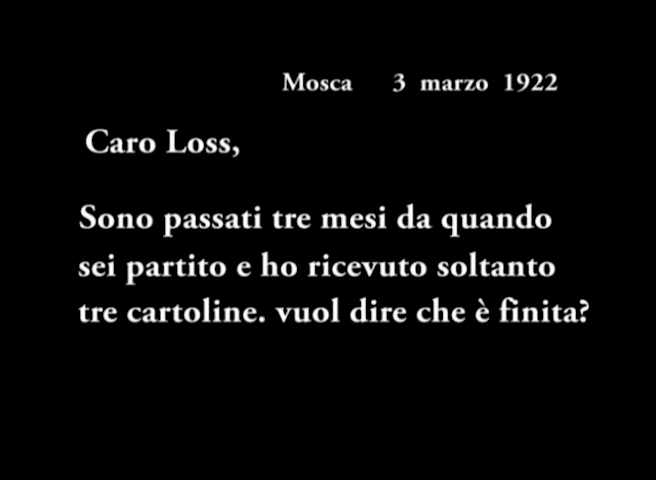 Mosca 3 marzo 1922
Caro Loss,
Sono passati tre mesi da quando
sei partito e ho ricevuto soltanto
tre cartoline. vuol dire che è finita?